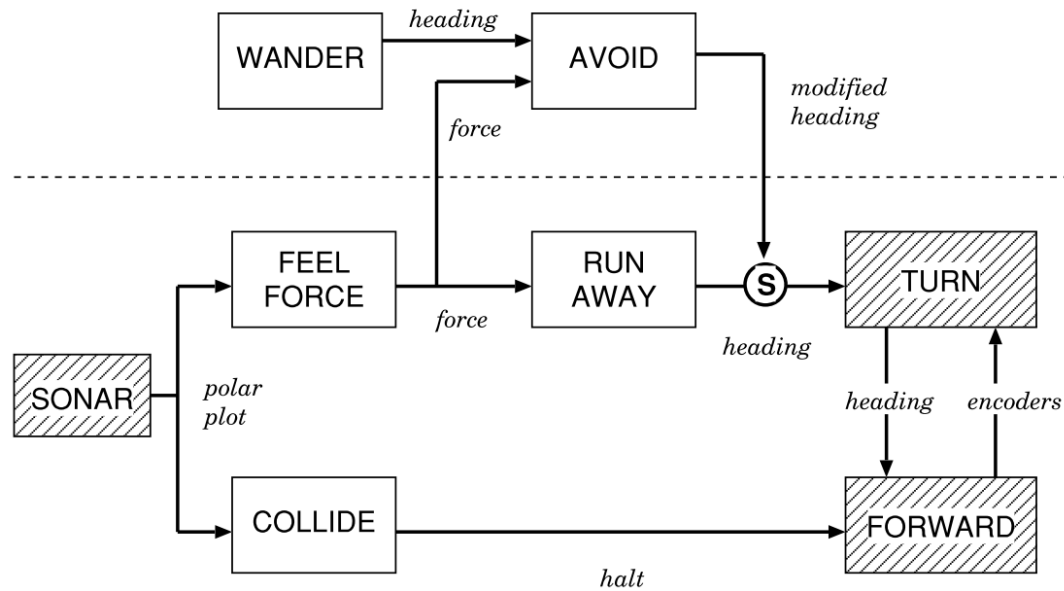 heading
WANDER
AVOID
modified
heading
force
FEEL
FORCE
RUN
AWAY
S
TURN
force
heading
SONAR
polar
plot
heading
encoders
COLLIDE
FORWARD
halt